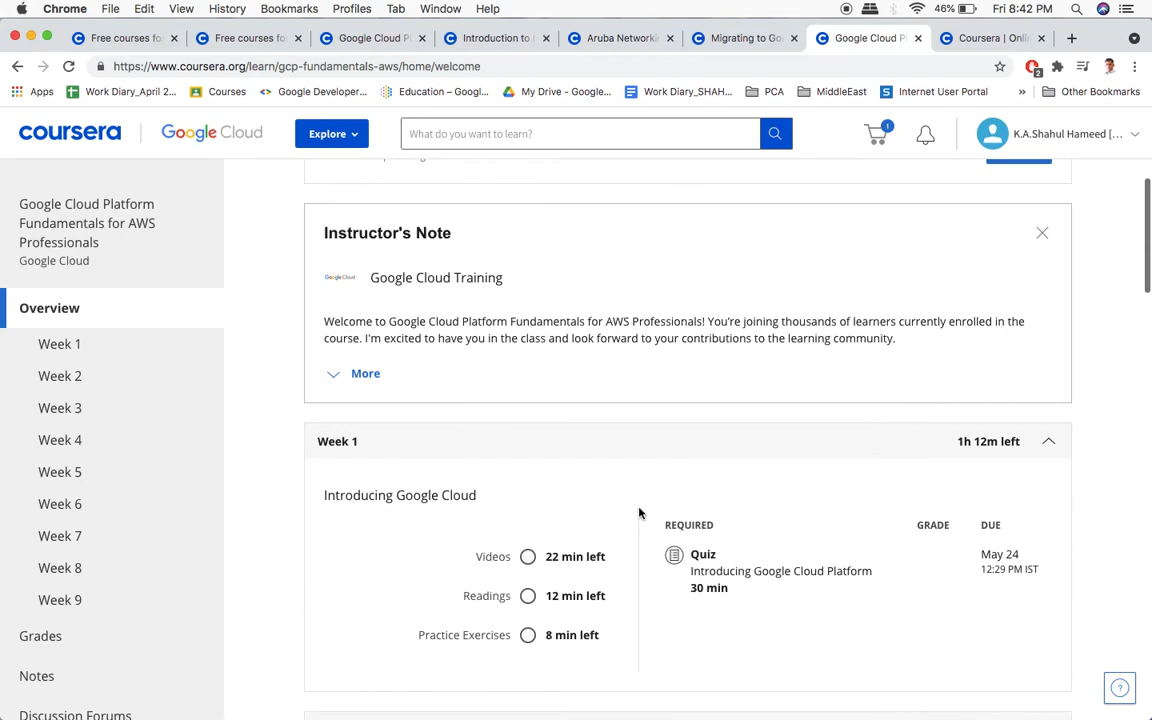 Chrome File Edit View History Bookmarks Profiles Tab Window Help 46% Fri 8:42 PM
Free courses fo Free courses fo Google Cloud P Introduction to Aruba Networki Migrating to Go Google Cloud P Coursera | Onli
https://www.coursera.org/learn/gcp-fundamentals-aws/home/welcome 2
Apps Work Diary_April 2... Courses Google Developer... Education – Googl... My Drive - Google... Work Diary_SHAH... PCA MiddleEast Internet User Portal » Other Bookmarks
coursera Google Cloud Explore What do you want to learn? 1 K.A.Shahul Hameed [...
Google Cloud Platform
Fundamentals for AWS
Professionals
Google Cloud
Overview
Week 1
Week 2
Week 3
Week 4
Week 5
Week 6
Week 7
Week 8
Week 9
Grades
Notes
Discussion Forums
Instructor's Note
Google Cloud Google Cloud Training
Welcome to Google Cloud Platform Fundamentals for AWS Professionals! You're joining thousands of learners currently enrolled in the
course. I'm excited to have you in the class and look forward to your contributions to the learning community.
More
Week 1 1h 12m left
Introducing Google Cloud
Videos 22 min left
Readings 12 min left
Practice Exercises 8 min left
REQUIRED GRADE DUE
Quiz May 24
Introducing Google Cloud Platform 12:29 PM IST
30 min
?